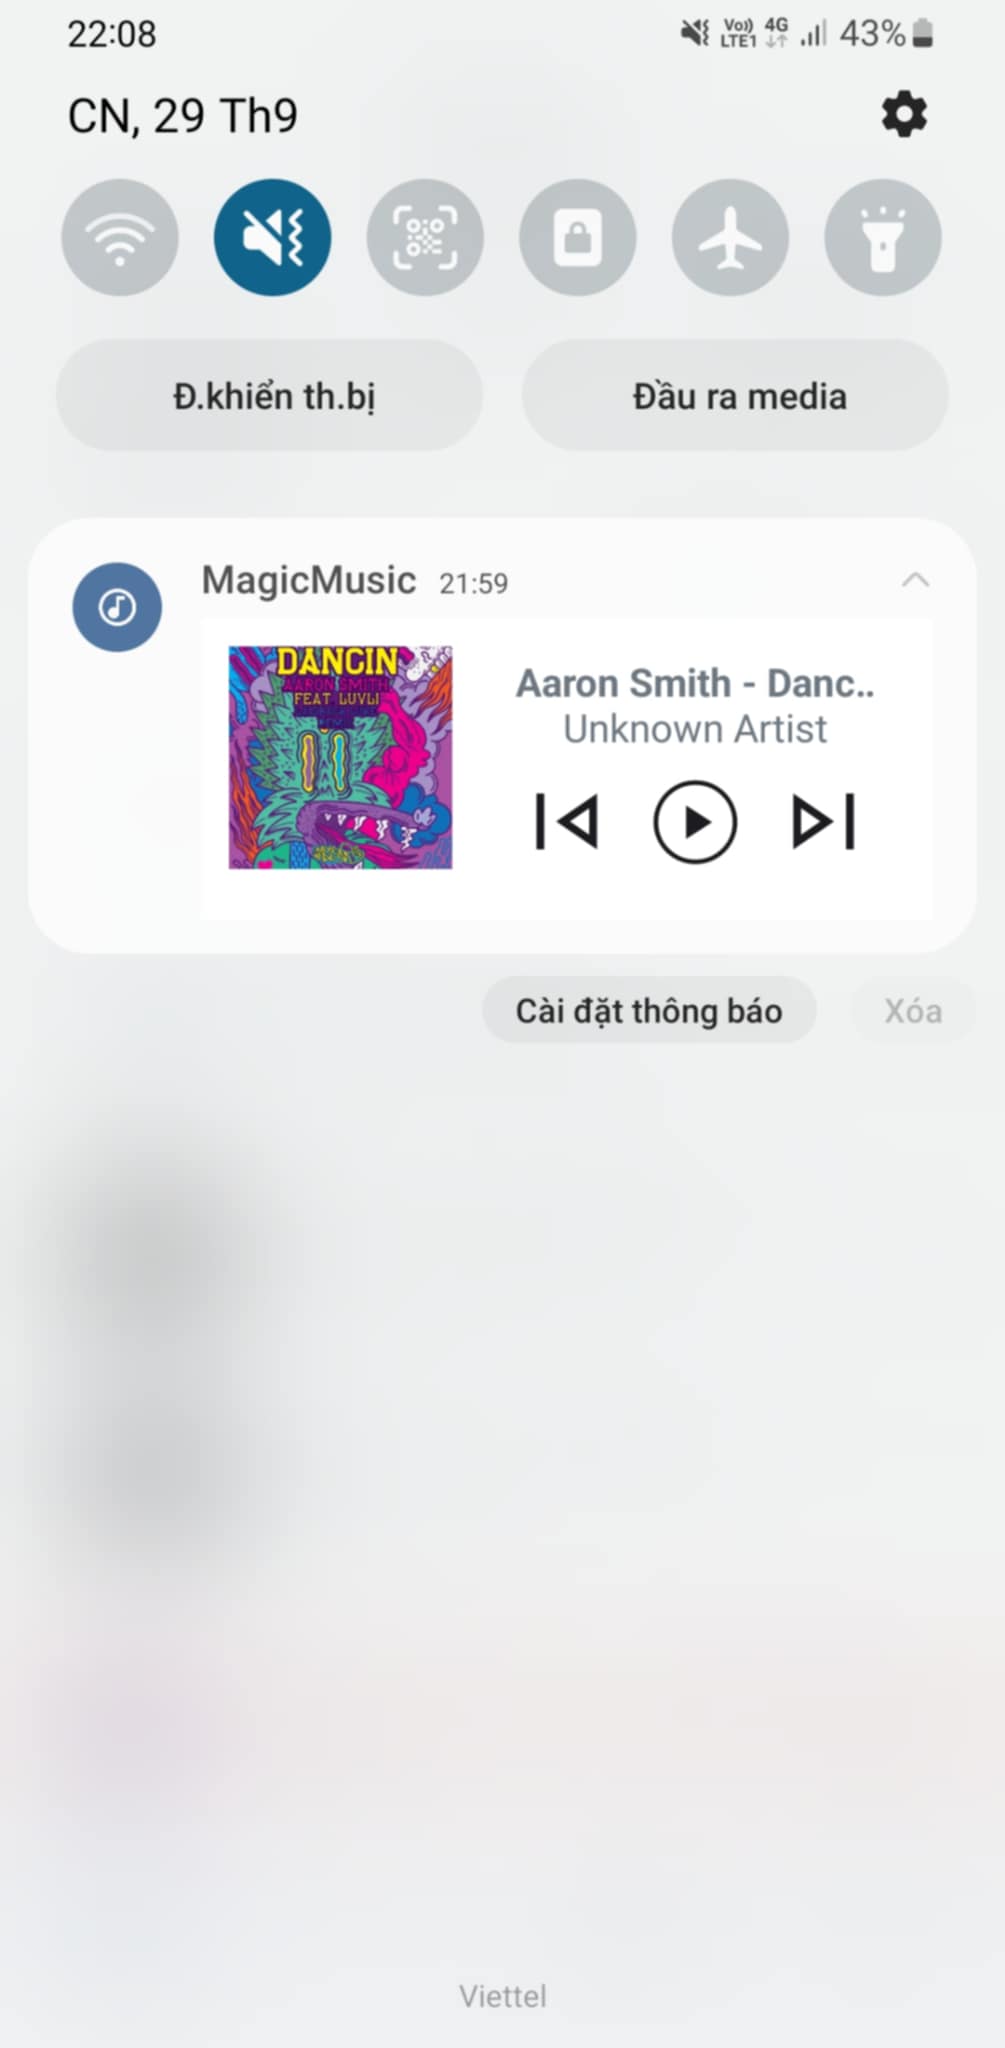 22:08
Vo)) LTE1 4G 43%
CN, 29 Th9
Đ.khiển th.bị
Đầu ra media
MagicMusic 21:59
DANCIN
AARON SMITH
FEAT. LUVLI
Aaron Smith - Danc..
Unknown Artist
Cài đặt thông báo
Xóa
Viettel